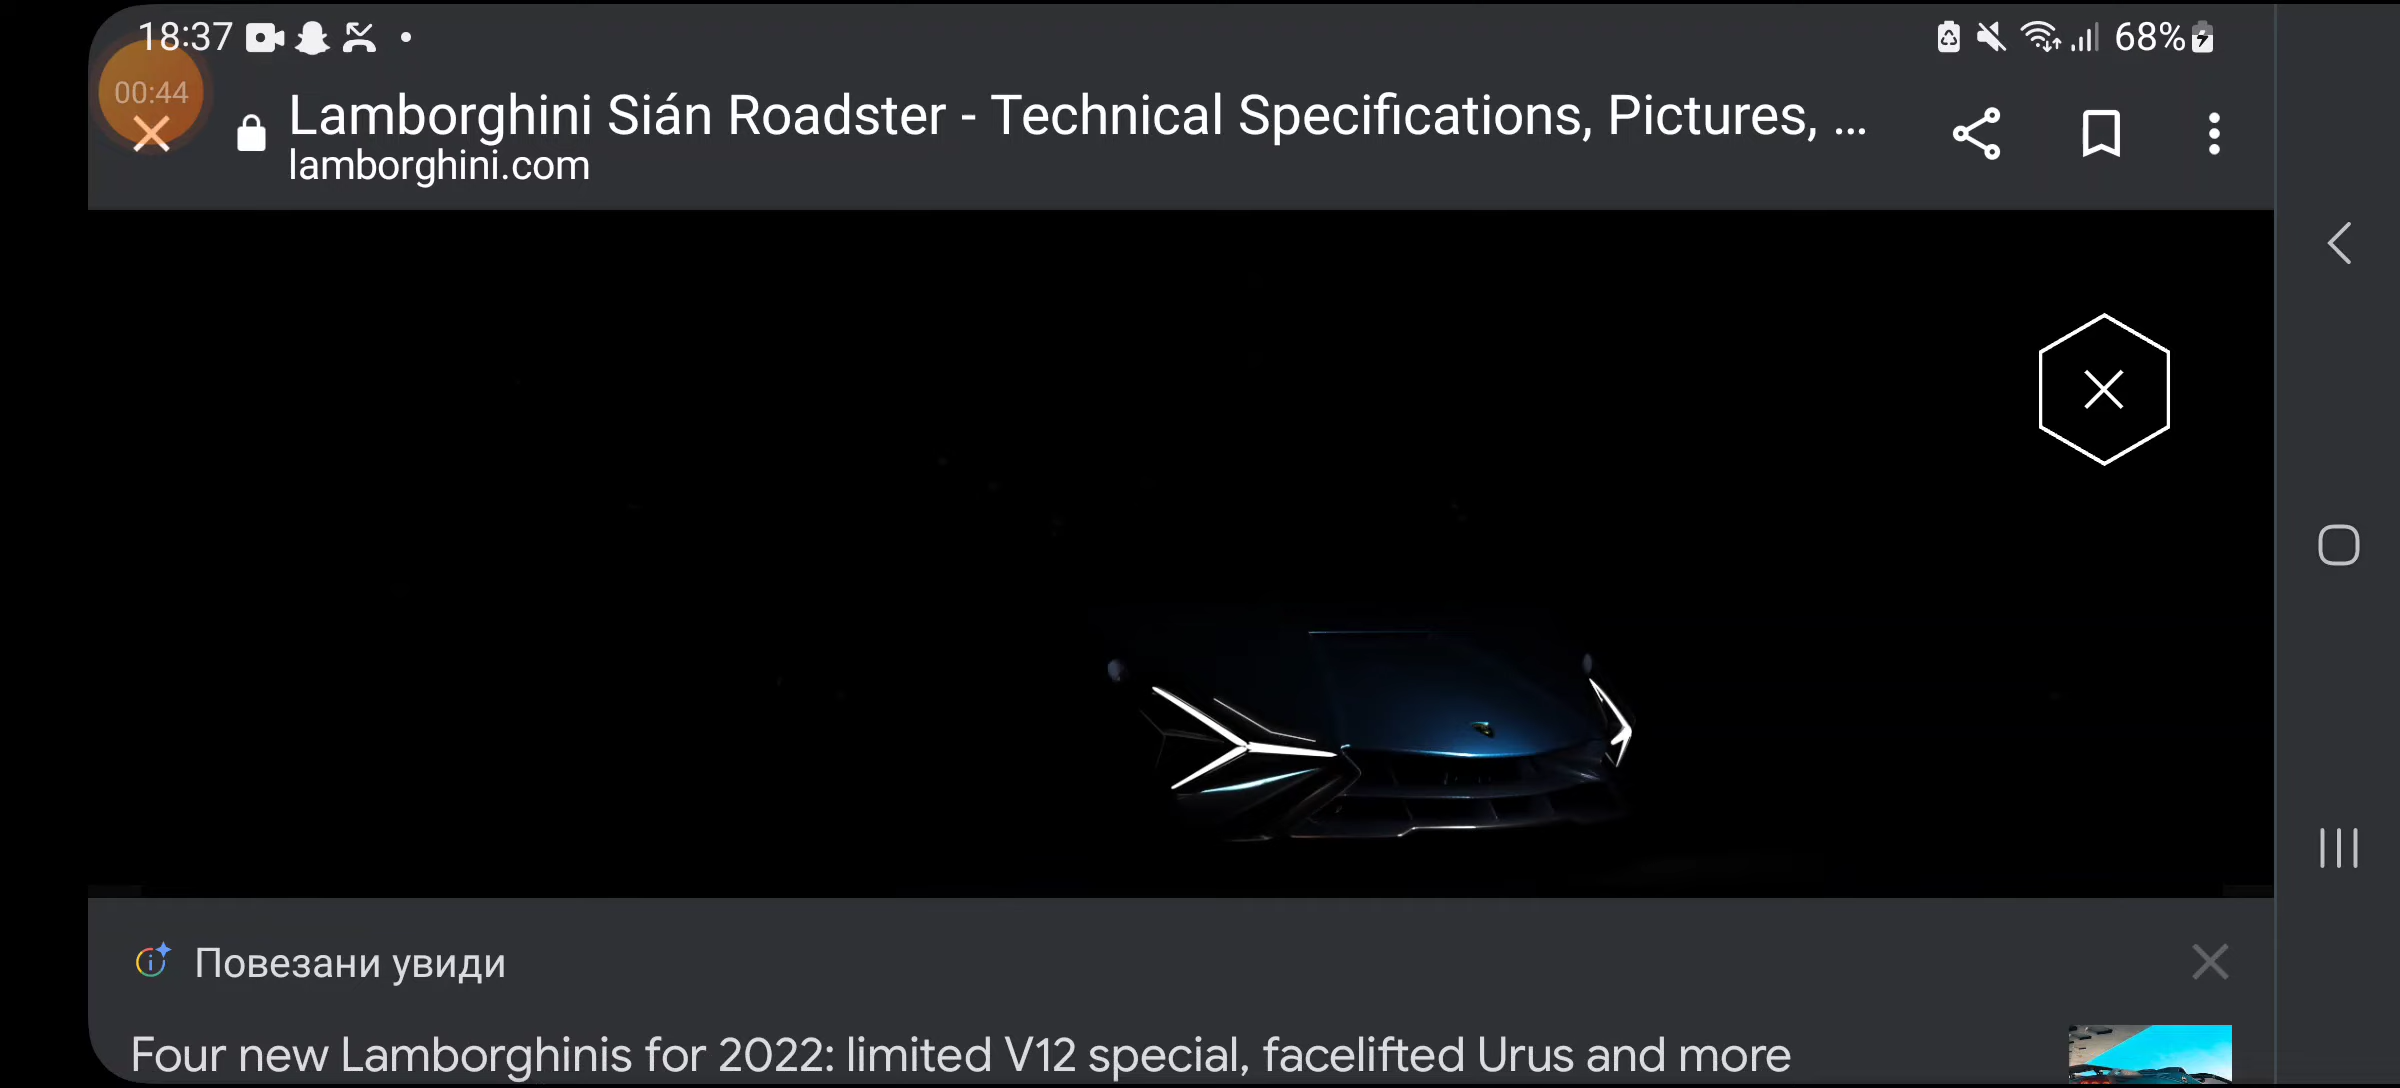 18:37
68%
00:44
Lamborghini Sián Roadster - Technical Specifications, Pictures, ...
lamborghini.com
Повезани увиди
Four new Lamborghinis for 2022: limited V12 special, facelifted Urus and more